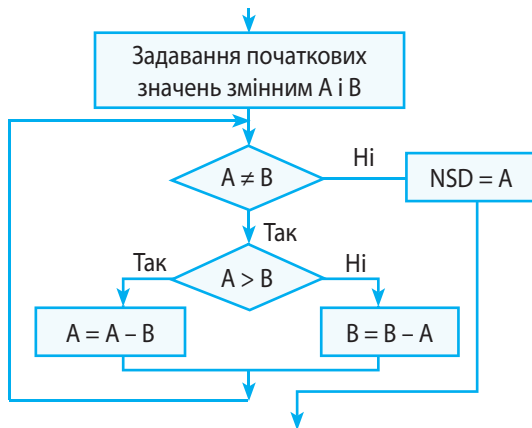 Задавання початкових
значень змінним А і В
А ≠ В
Ні
NSD = A
Так
А > В
Так
Ні
А = А – В
В = В – А